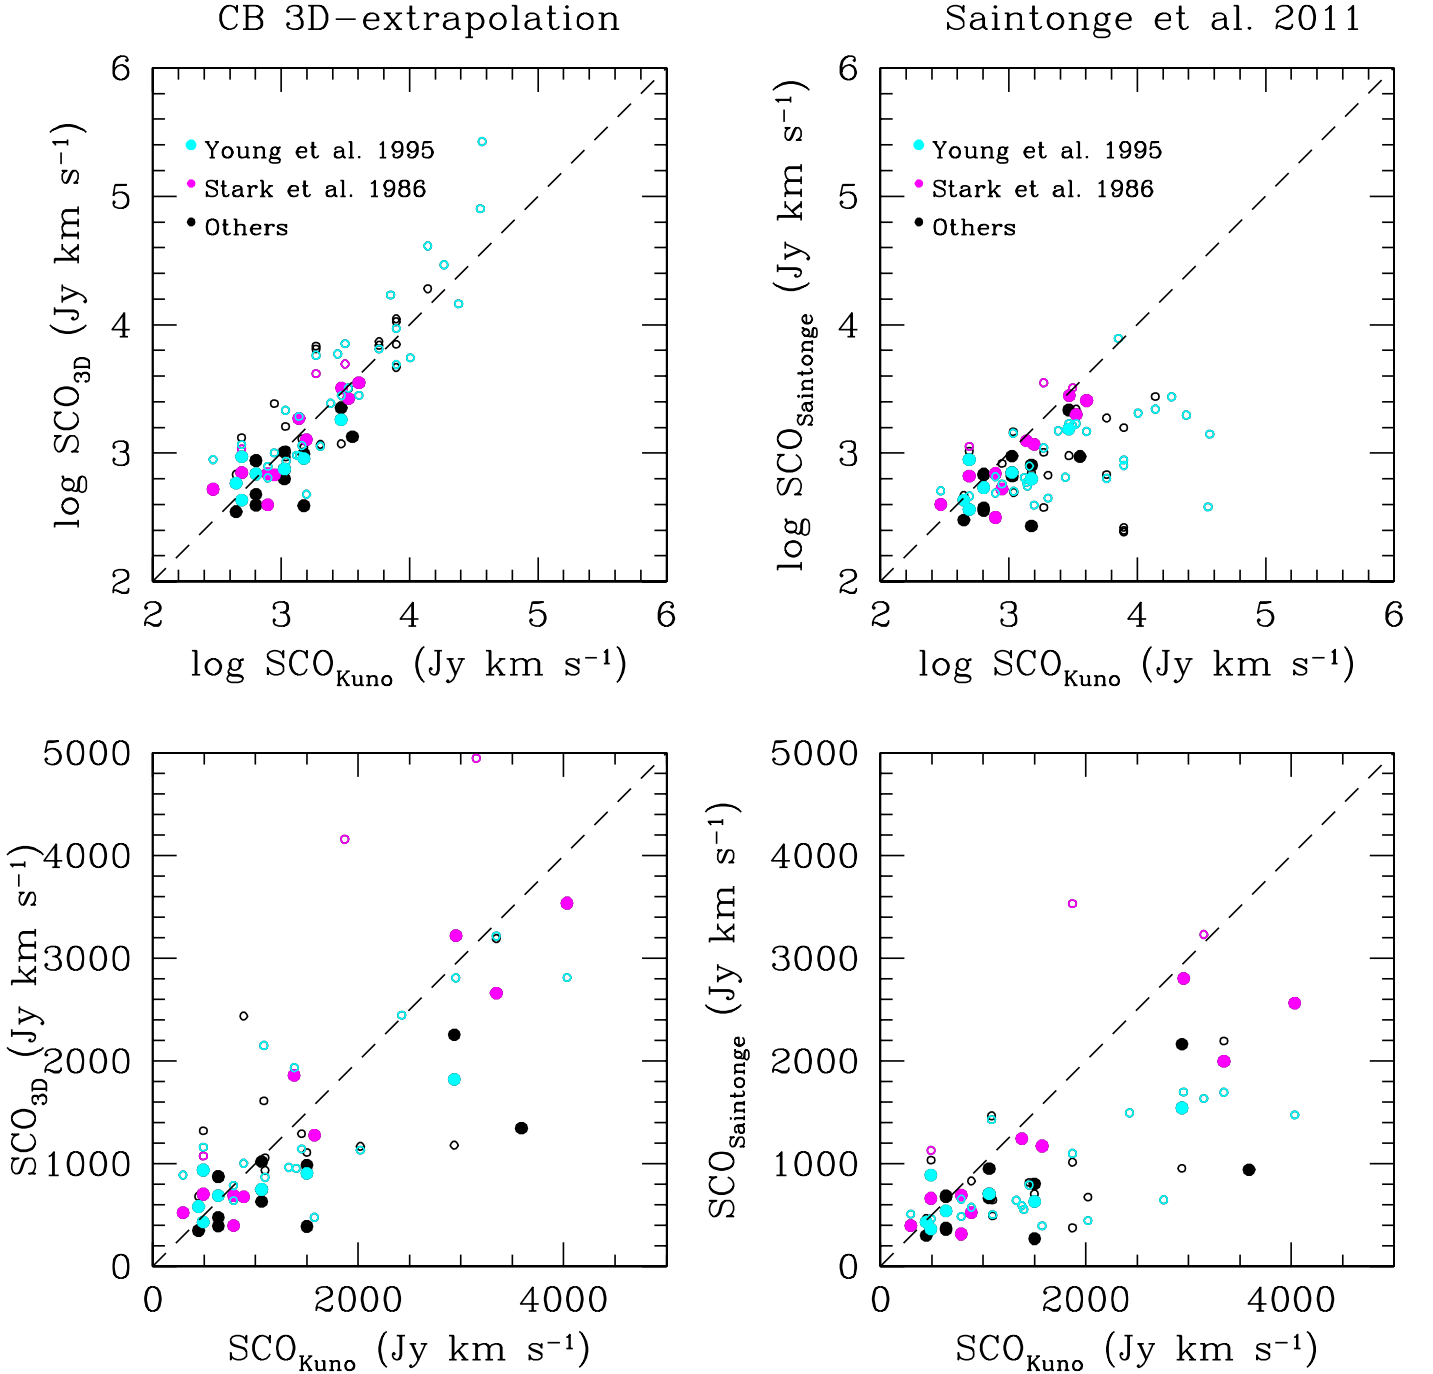 CB 3D−extrapolation
Saintonge et al. 2011
log SCO3D (Jy km s−1)
6
5
4
3
2
Young et al. 1995
Stark et al. 1986
Others
2 3 4 5 6
log SCOKuno (Jy km s−1)
log SCOSaintonge (Jy km s−1)
6
5
4
3
2
Young et al. 1995
Stark et al. 1986
Others
2 3 4 5 6
log SCOKuno (Jy km s−1)
SCO3D (Jy km s−1)
5000
4000
3000
2000
1000
0
0 2000 4000
SCOKuno (Jy km s−1)
SCOSaintonge (Jy km s−1)
5000
4000
3000
2000
1000
0
0 2000 4000
SCOKuno (Jy km s−1)